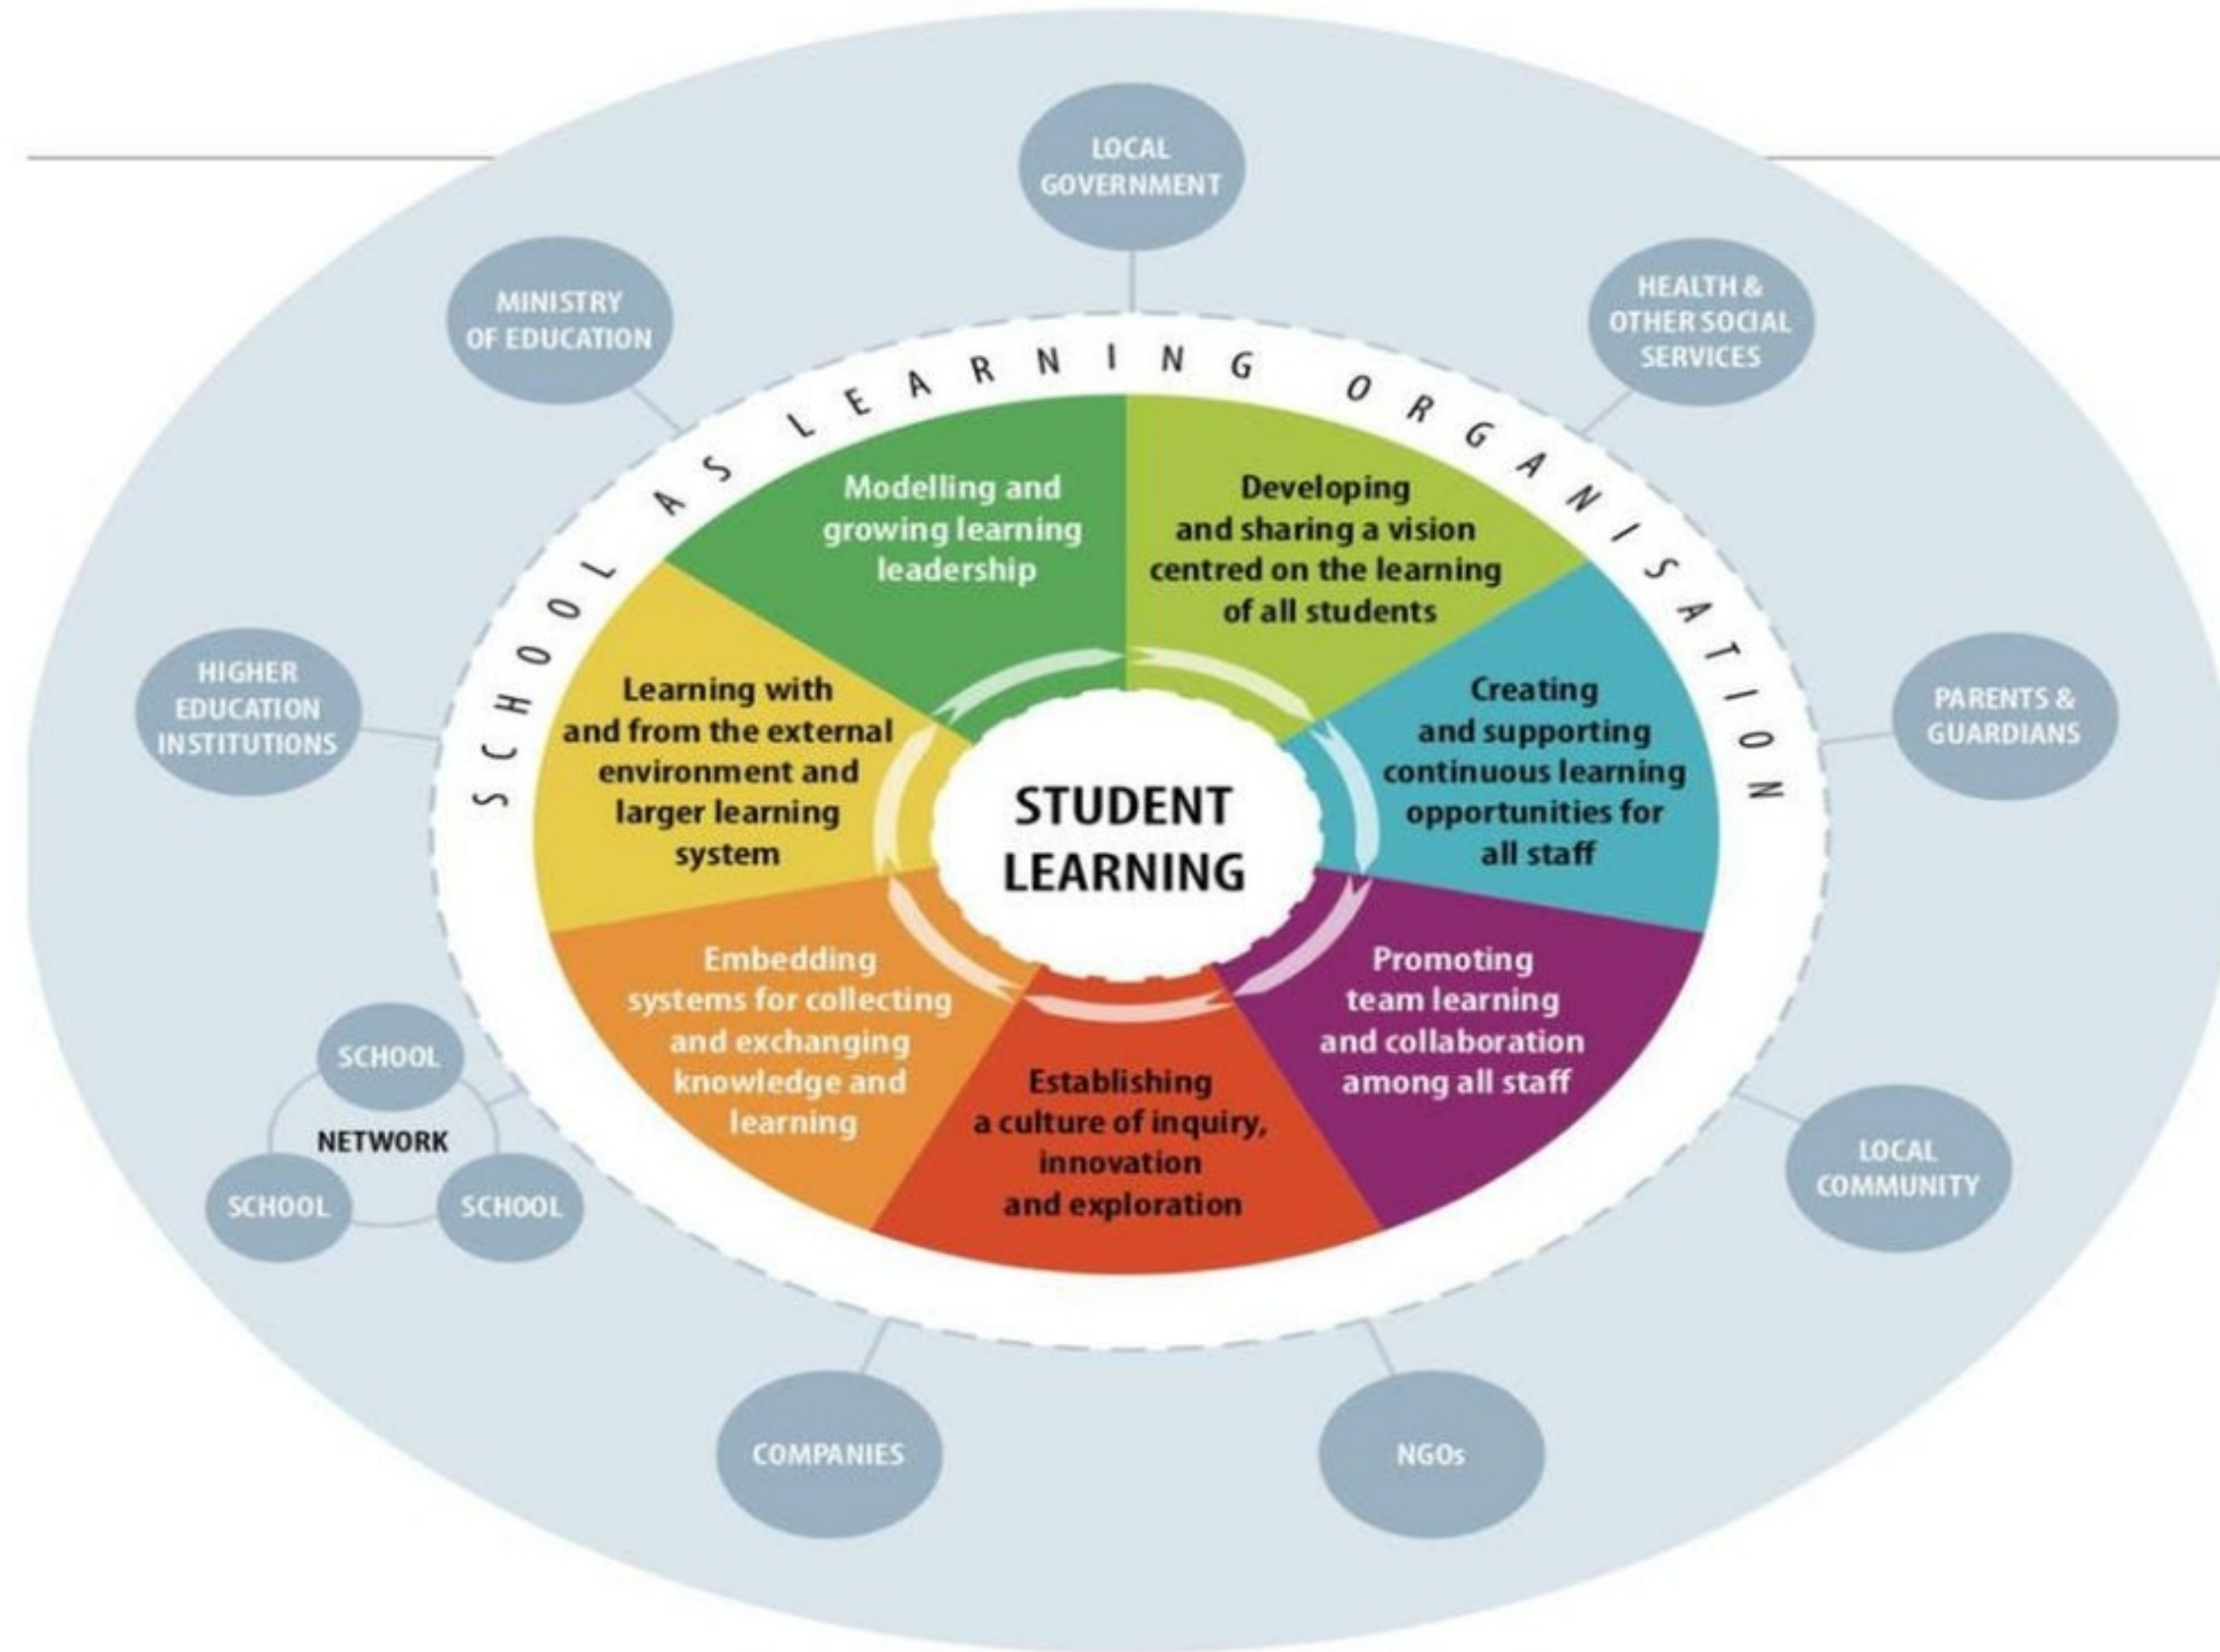 LOCAL
GOVERNMENT
MINISTRY
OF EDUCATION
HEALTH &
OTHER SOCIAL
SERVICES
SCHOOL AS LEARNING ORGANISATION
Modelling and
growing learning
leadership
Developing
and sharing a vision
centred on the learning
of all students
HIGHER
EDUCATION
INSTITUTIONS
Learning with
and from the external
environment and
larger learning
system
Creating
and supporting
continuous learning
opportunities for
all staff
PARENTS &
GUARDIANS
STUDENT
LEARNING
Embedding
systems for collecting
and exchanging
knowledge and
learning
Establishing
a culture of inquiry,
innovation
and exploration
Promoting
team learning
and collaboration
among all staff
SCHOOL
NETWORK
SCHOOL
SCHOOL
LOCAL
COMMUNITY
COMPANIES
NGOs